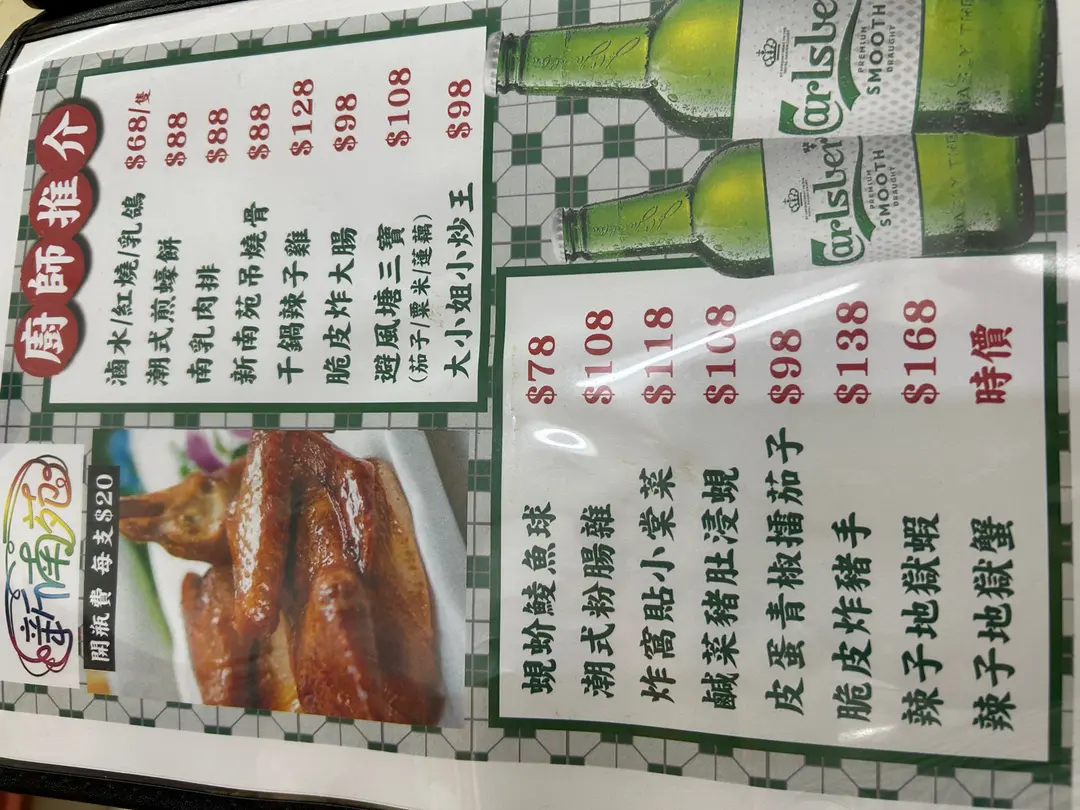 廚師推介
滷水/紅燒/乳鴿 $68/隻
潮式煎蠔餅 $88
南乳肉排 $88
新南苑吊燒骨 $88
干鍋辣子雞 $128
脆皮炸大腸 $98
避風塘三寶 $108
(茄子/粟米/蓮藕)
大小姐小炒王 $98
新南苑
開瓶費 每支$20
Carlsberg
PREMIUM
SMOOTH
DRAUGHT
Carlsberg
PREMIUM
SMOOTH
DRAUGHT
蜆蚧鯪魚球 $78
潮式粉腸雜 $108
炸窩貼小棠菜 $118
鹹菜豬肚浸蜆 $108
皮蛋青椒擂茄子 $98
脆皮炸豬手 $138
辣子地獄蝦 $168
辣子地獄蟹 時價